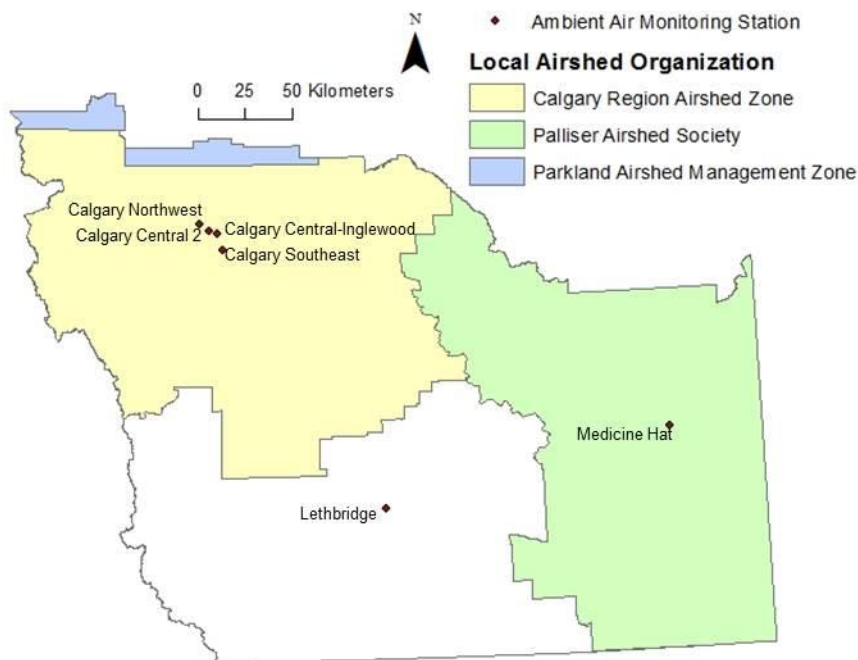 N
Ambient Air Monitoring Station
Local Airshed Organization
0 25 50 Kilometers
Calgary Region Airshed Zone
Palliser Airshed Society
Parkland Airshed Management Zone
Calgary Northwest
Calgary Central 2
Calgary Central-Inglewood
Calgary Southeast
Medicine Hat
Lethbridge